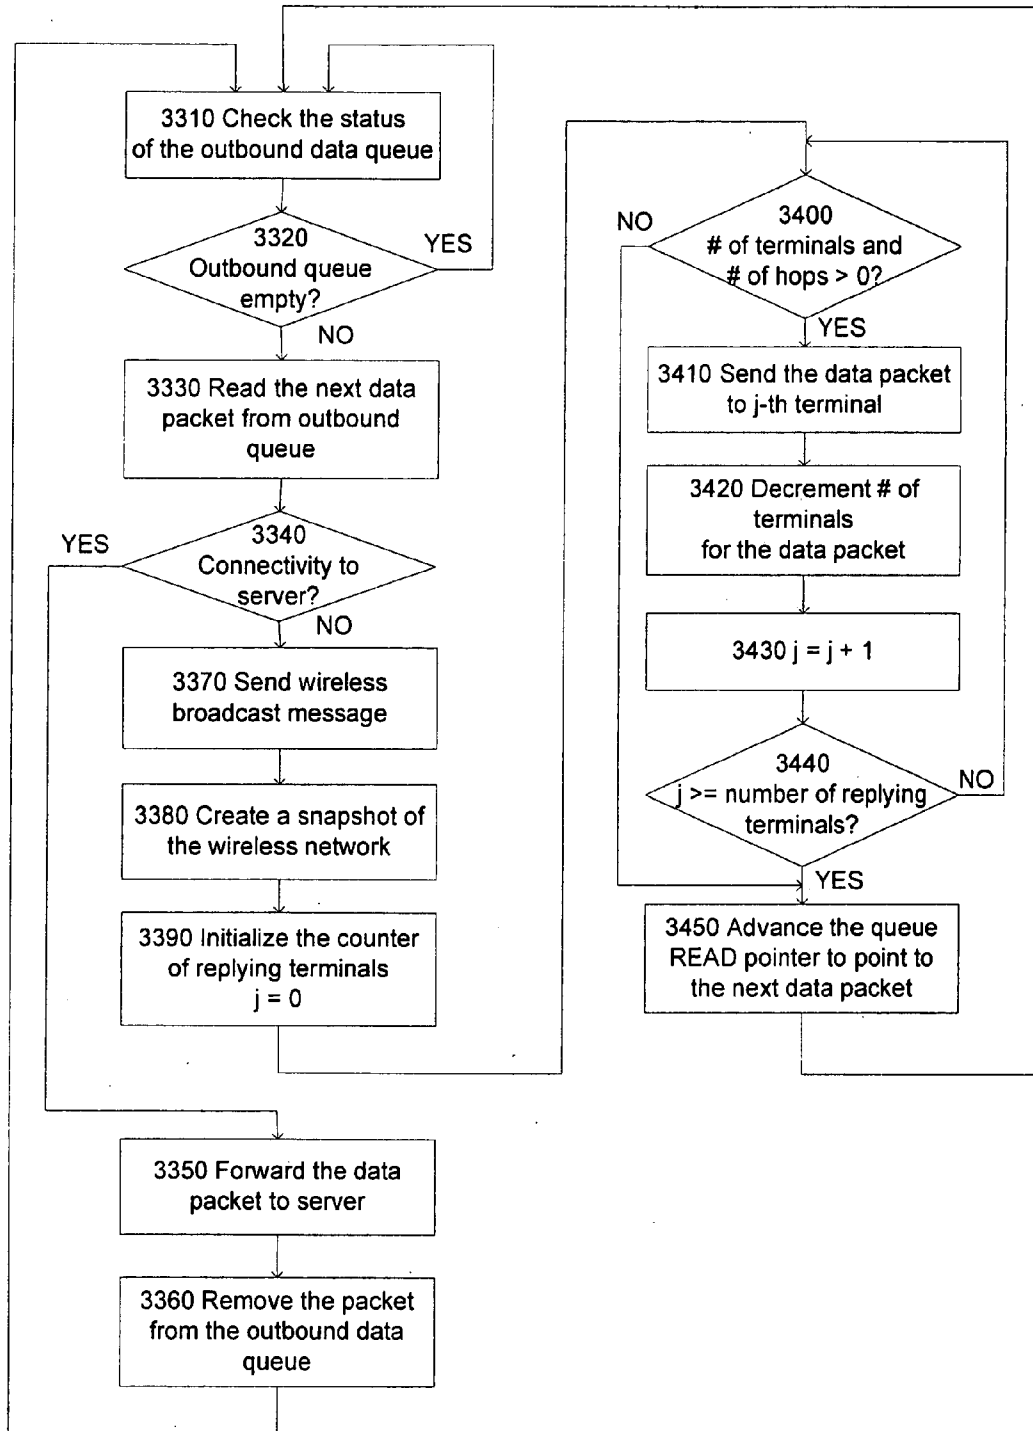 3310 Check the status
of the outbound data queue
3320
Outbound queue
empty?
YES
NO
3330 Read the next data
packet from outbound
queue
3340
Connectivity to
server?
YES
NO
3370 Send wireless
broadcast message
3380 Create a snapshot of
the wireless network
3390 Initialize the counter
of replying terminals
j = 0
3350 Forward the data
packet to server
3360 Remove the packet
from the outbound data
queue
3400
# of terminals and
# of hops > 0?
NO
YES
3410 Send the data packet
to j-th terminal
3420 Decrement # of
terminals
for the data packet
3430 j = j + 1
3440
j >= number of replying
terminals?
NO
YES
3450 Advance the queue
READ pointer to point to
the next data packet